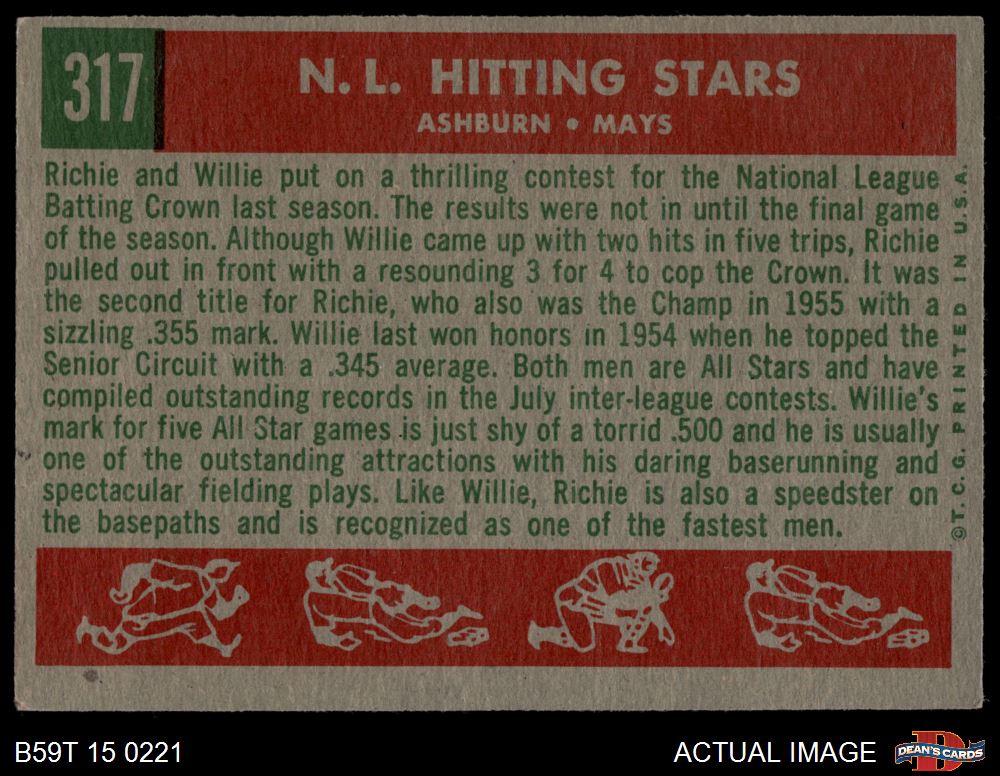 317
N.L. HITTING STARS
ASHBURN • MAYS
Richie and Willie put on a thrilling contest for the National League
Batting Crown last season. The results were not in until the final game
of the season. Although Willie came up with two hits in five trips, Richie
pulled out in front with a resounding 3 for 4 to cop the Crown. It was
the second title for Richie, who also was the Champ in 1955 with a
sizzling .355 mark. Willie last won honors in 1954 when he topped the
Senior Circuit with a .345 average. Both men are All Stars and have
compiled outstanding records in the July inter-league contests. Willie's
mark for five All Star games is just shy of a torrid .500 and he is usually
one of the outstanding attractions with his daring baserunning and
spectacular fielding plays. Like Willie, Richie is also a speedster on
the basepaths and is recognized as one of the fastest men.
©T.C.G. PRINTED IN U.S.A.
B59T 15 0221
ACTUAL IMAGE
DEAN'S CARDS